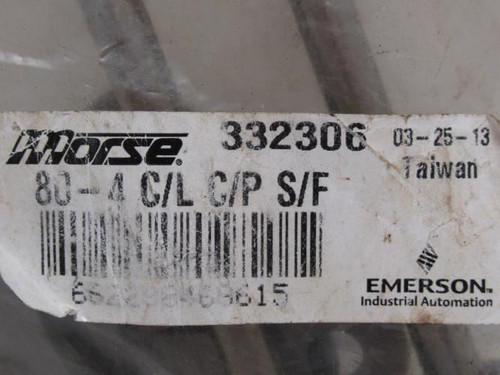 Morse® 332306 03-25-13
80-4 C/L C/P S/F Taiwan
EMERSON
Industrial Automation